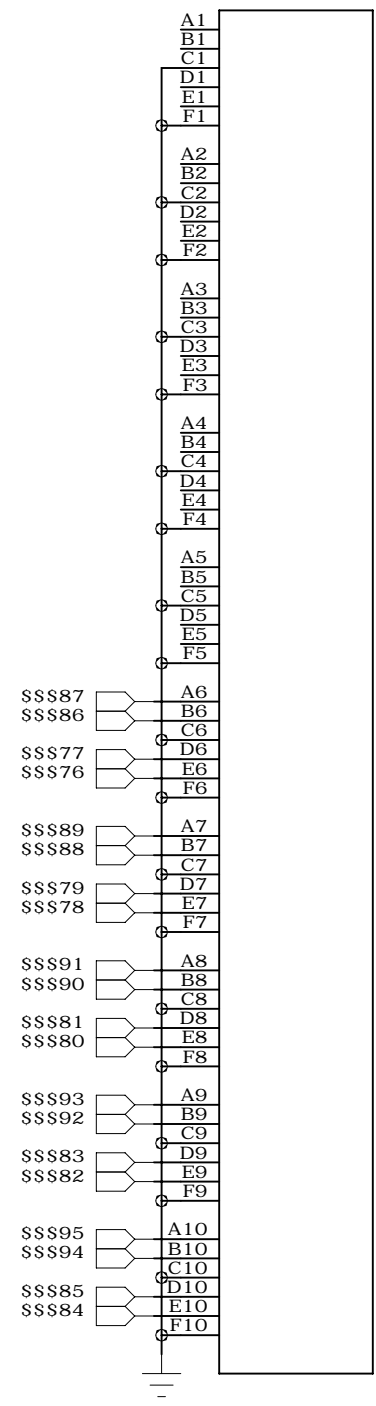 A1
B1
C1
D1
E1
F1
A2
B2
C2
D2
E2
F2
A3
B3
C3
D3
E3
F3
A4
B4
C4
D4
E4
F4
A5
B5
C5
D5
E5
F5
SSS87 A6
SSS86 B6
C6
SSS77 D6
SSS76 E6
F6
SSS89 A7
SSS88 B7
C7
SSS79 D7
SSS78 E7
F7
SSS91 A8
SSS90 B8
C8
SSS81 D8
SSS80 E8
F8
SSS93 A9
SSS92 B9
C9
SSS83 D9
SSS82 E9
F9
SSS95 A10
SSS94 B10
C10
SSS85 D10
SSS84 E10
F10